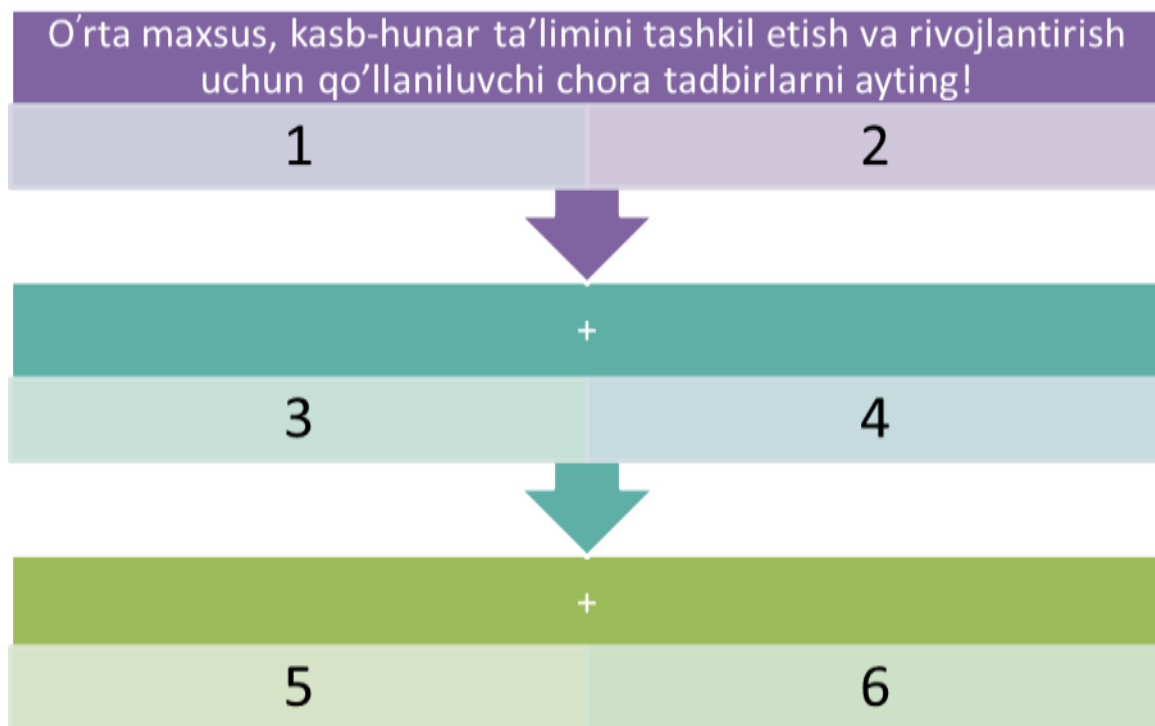 O′rta maxsus, kasb-hunar ta’limini tashkil etish va rivojlantirish
uchun qo’llaniluvchi chora tadbirlarni ayting!
1 2
+
3 4
+
5 6